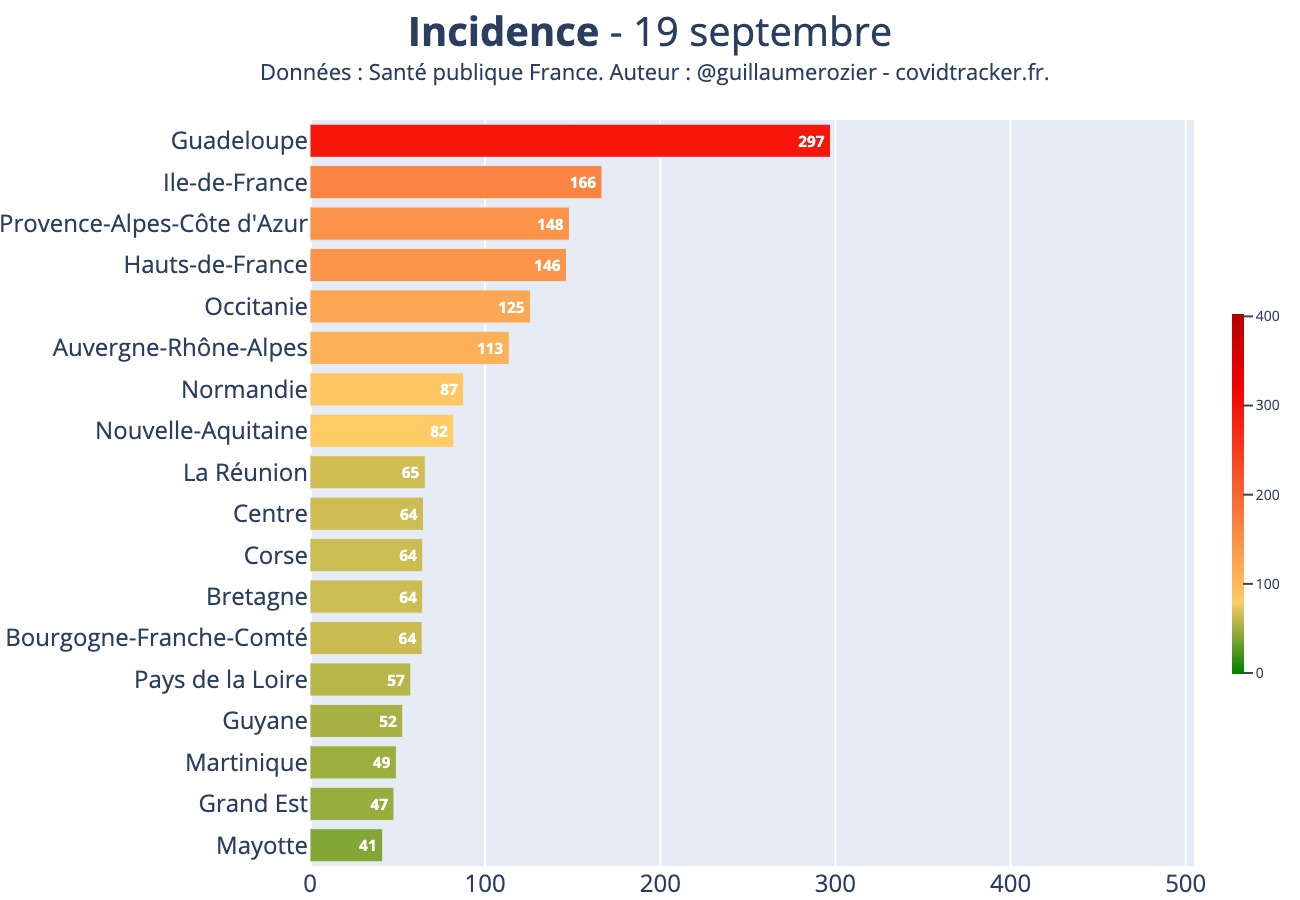 Incidence - 19 septembre
Données : Santé publique France. Auteur : @guillaumerozier - covidtracker.fr.
Guadeloupe 297
Ile-de-France 166
Provence-Alpes-Côte d'Azur 148
Hauts-de-France 146
Occitanie 125
Auvergne-Rhône-Alpes 113
Normandie 87
Nouvelle-Aquitaine 82
La Réunion 65
Centre 64
Corse 64
Bretagne 64
Bourgogne-Franche-Comté 64
Pays de la Loire 57
Guyane 52
Martinique 49
Grand Est 47
Mayotte 41
0 100 200 300 400 500
400
300
200
100
0